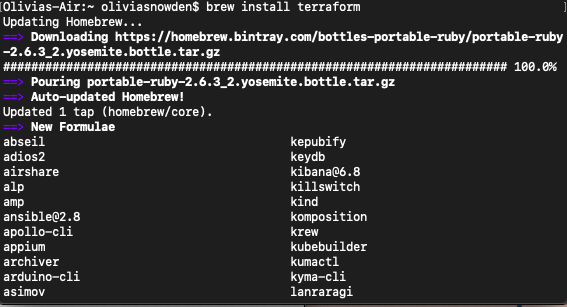 [Olivias-Air:~ oliviasnowden$ brew install terraform ]
Updating Homebrew...
==> Downloading https://homebrew.bintray.com/bottles-portable-ruby/portable-ruby
-2.6.3_2.yosemite.bottle.tar.gz
######################################################################## 100.0%
==> Pouring portable-ruby-2.6.3_2.yosemite.bottle.tar.gz
==> Auto-updated Homebrew!
Updated 1 tap (homebrew/core).
==> New Formulae
abseil kepubify
adios2 keydb
airshare kibana@6.8
alp killswitch
amp kind
ansible@2.8 komposition
apollo-cli krew
appium kubebuilder
archiver kumactl
arduino-cli kyma-cli
asimov lanraragi